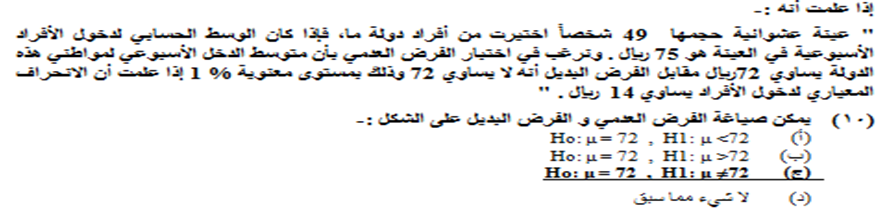 إذا علمت أنه :-
" عينة عشوائية حجمها 49 شخصاً اختيرت من أفراد دولة ما، فإذا كان الوسط الحسابي لدخول الأفراد
الأسبوعية في العينة هو 75 ريال . وترغب في اختبار الفرض العدمي بأن متوسط الدخل الأسبوعي لمواطني هذه
الدولة يساوي 72ريال مقابل الفرض البديل أنه لا يساوي 72 وذلك بمستوى معنوية % 1 إذا علمت أن الانحراف
المعياري لدخول الأفراد يساوي 14 ريال . "
(١٠) يمكن صياغة الفرض العدمي و الفرض البديل على الشكل :-
(أ) Ho: µ = 72 , H1: µ <72
(ب) Ho: µ = 72 , H1: µ >72
(ج) Ho: µ = 72 , H1: µ ≠72
(د) لا شيء مما سبق